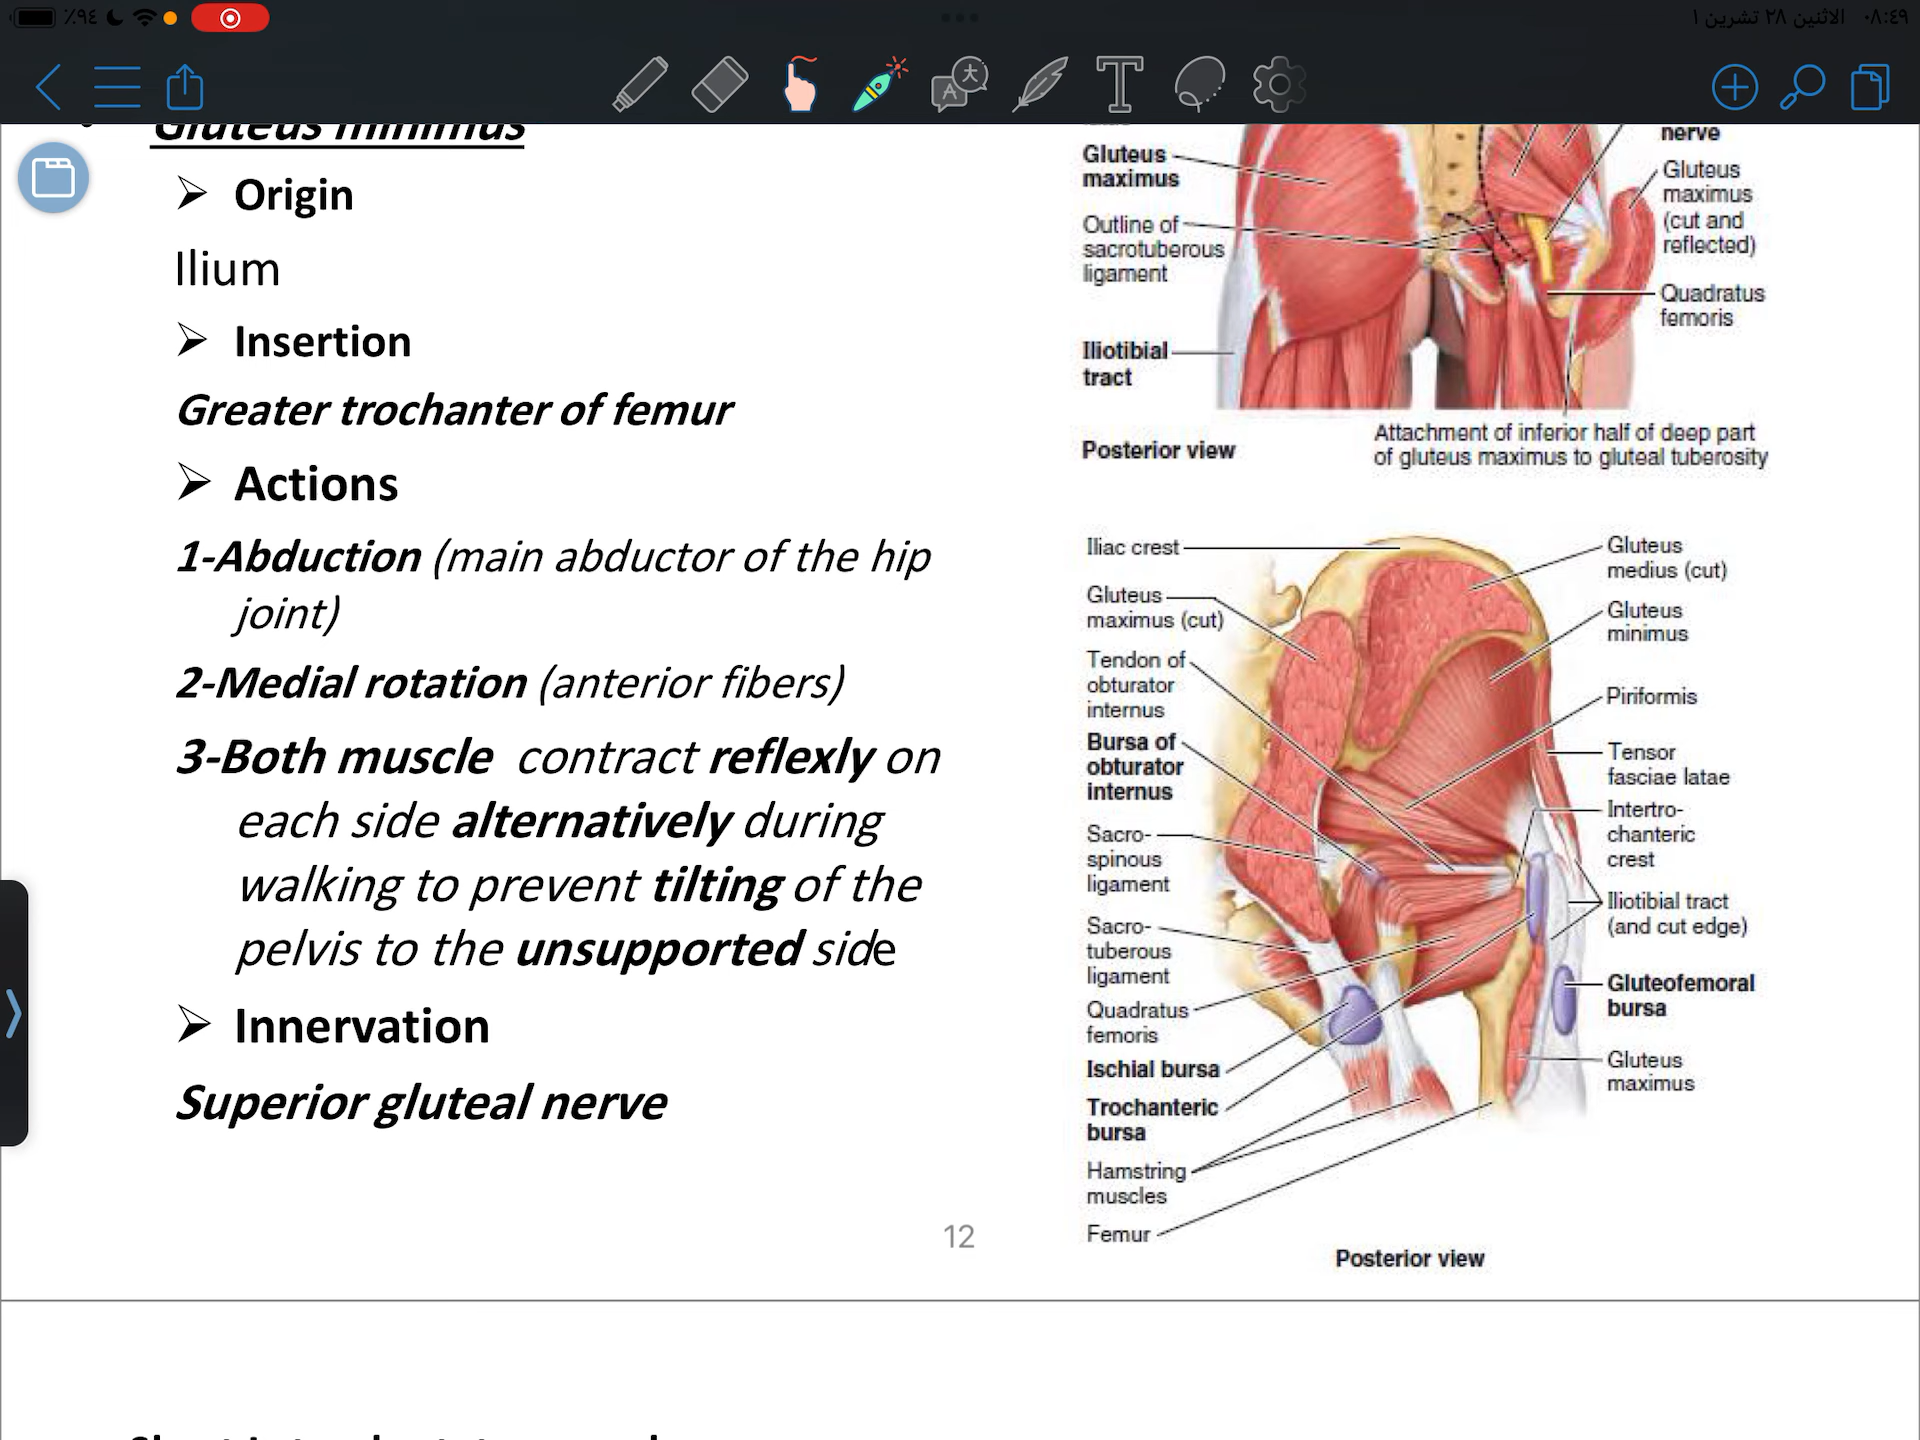 ٪٩٤
٠٨:٤٩ الاثنين ٢٨ تشرين ١
Gluteus minimus
➢ Origin
Ilium
➢ Insertion
Greater trochanter of femur
➢ Actions
1-Abduction (main abductor of the hip
joint)
2-Medial rotation (anterior fibers)
3-Both muscle contract reflexly on
each side alternatively during
walking to prevent tilting of the
pelvis to the unsupported side
➢ Innervation
Superior gluteal nerve
12
Gluteus
maximus
Outline of
sacrotuberous
ligament
Iliotibial
tract
Posterior view
nerve
Gluteus
maximus
(cut and
reflected)
Quadratus
femoris
Attachment of inferior half of deep part
of gluteus maximus to gluteal tuberosity
Iliac crest
Gluteus
maximus (cut)
Tendon of
obturator
internus
Bursa of
obturator
internus
Sacro-
spinous
ligament
Sacro-
tuberous
ligament
Quadratus
femoris
Ischial bursa
Trochanteric
bursa
Hamstring
muscles
Femur
Gluteus
medius (cut)
Gluteus
minimus
Piriformis
Tensor
fasciae latae
Intertro-
chanteric
crest
Iliotibial tract
(and cut edge)
Gluteofemoral
bursa
Gluteus
maximus
Posterior view